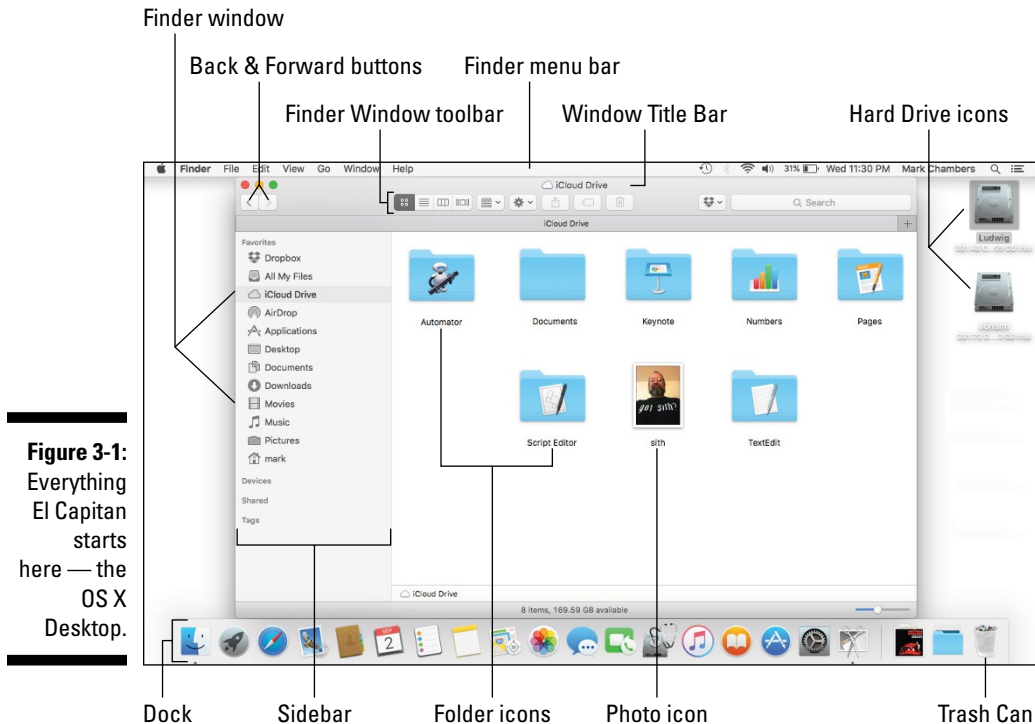 Finder window
Back & Forward buttons
Finder menu bar
Finder Window toolbar
Window Title Bar
Hard Drive icons
Finder File Edit View Go Window Help
31% Wed 11:30 PM Mark Chambers
iCloud Drive
Search
iCloud Drive
Ludwig
Johann
Favorites
Dropbox
All My Files
iCloud Drive
AirDrop
Applications
Desktop
Documents
Downloads
Movies
Music
Pictures
mark
Devices
Shared
Tags
Automator
Documents
Keynote
Numbers
Pages
got sith?
Script Editor
sith
TextEdit
iCloud Drive
8 items, 169.59 GB available
SEP
2
Figure 3-1:
Everything
El Capitan
starts
here — the
OS X
Desktop.
Dock
Sidebar
Folder icons
Photo icon
Trash Can